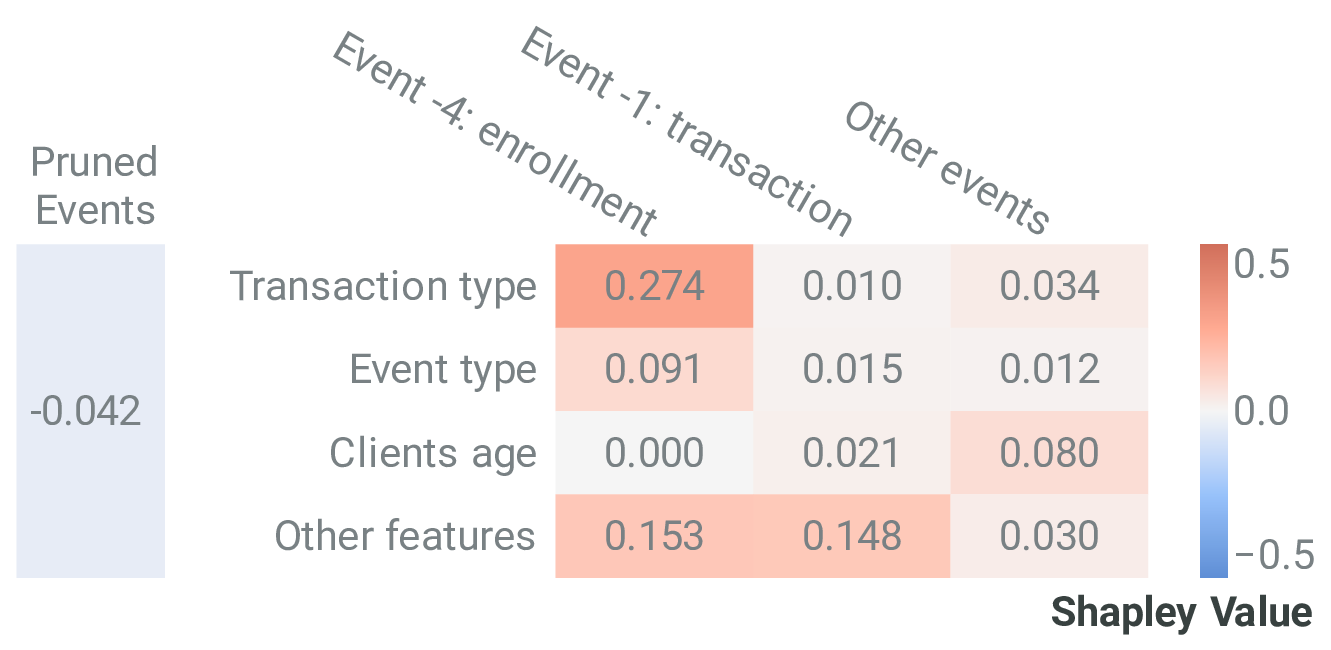 Event -4: enrollment
Event -1: transaction
Other events
Pruned
Events
-0.042
Transaction type 0.274 0.010 0.034
Event type 0.091 0.015 0.012
Clients age 0.000 0.021 0.080
Other features 0.153 0.148 0.030
0.5
0.0
−0.5
Shapley Value